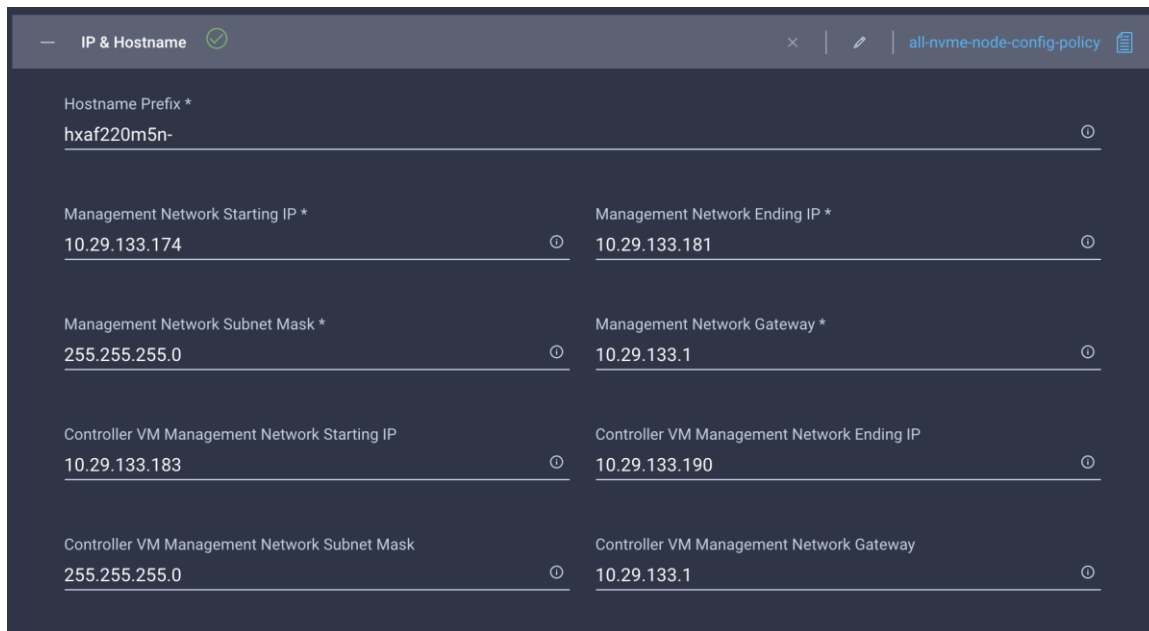 IP & Hostname all-nvme-node-config-policy
Hostname Prefix *
hxaf220m5n-
Management Network Starting IP * Management Network Ending IP *
10.29.133.174 10.29.133.181
Management Network Subnet Mask * Management Network Gateway *
255.255.255.0 10.29.133.1
Controller VM Management Network Starting IP Controller VM Management Network Ending IP
10.29.133.183 10.29.133.190
Controller VM Management Network Subnet Mask Controller VM Management Network Gateway
255.255.255.0 10.29.133.1